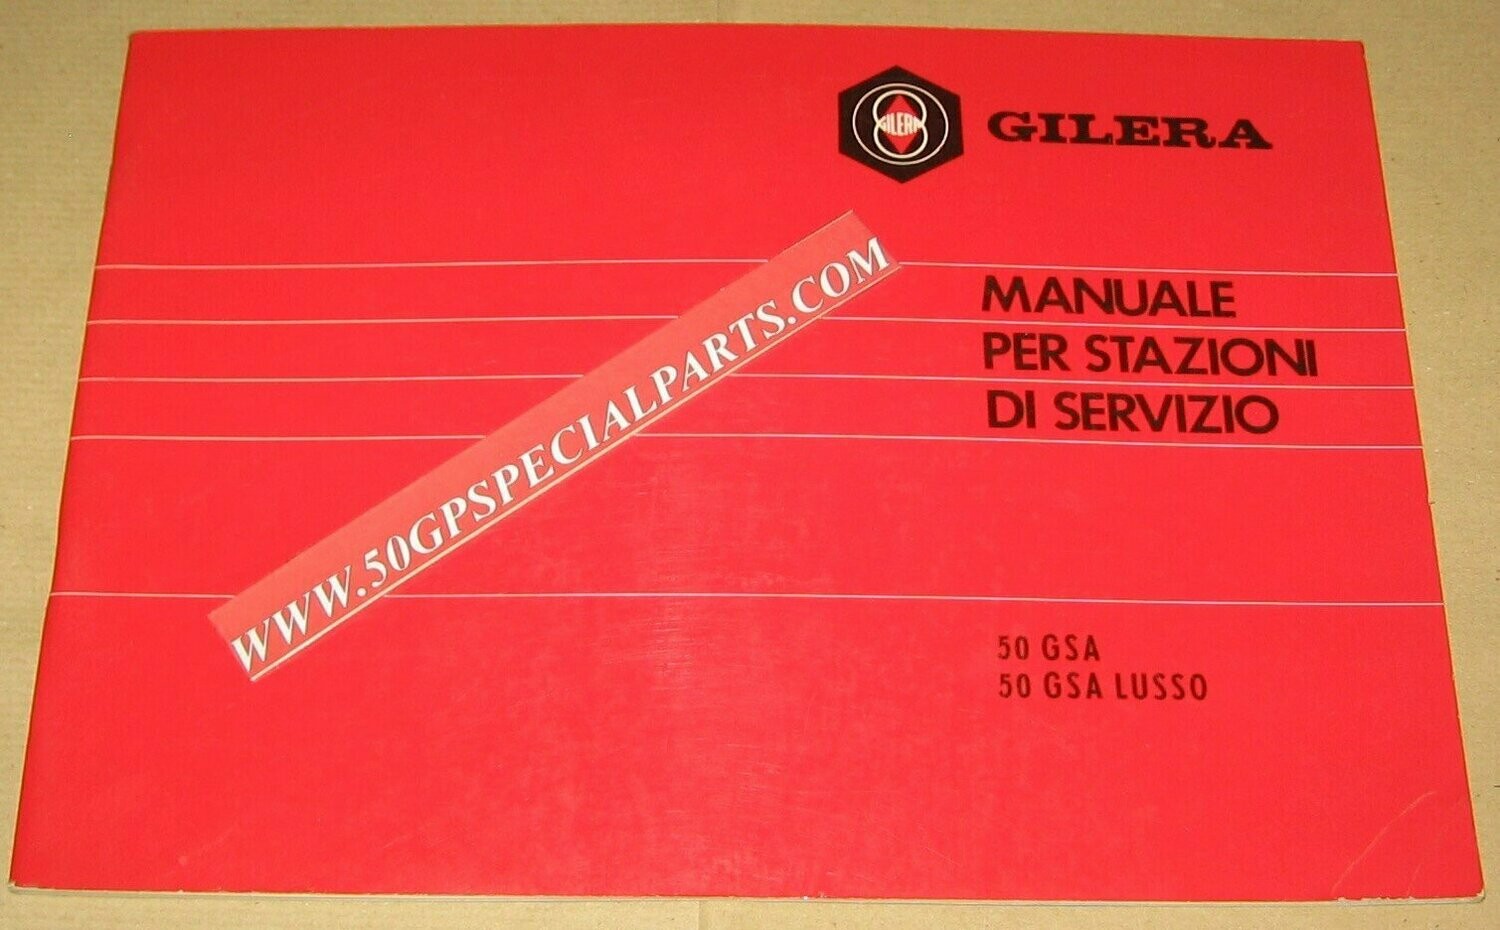 GILERA
GILERA
MANUALE
PER STAZIONI
DI SERVIZIO
WWW.50GPSPECIALPARTS.COM
50 GSA
50 GSA LUSSO